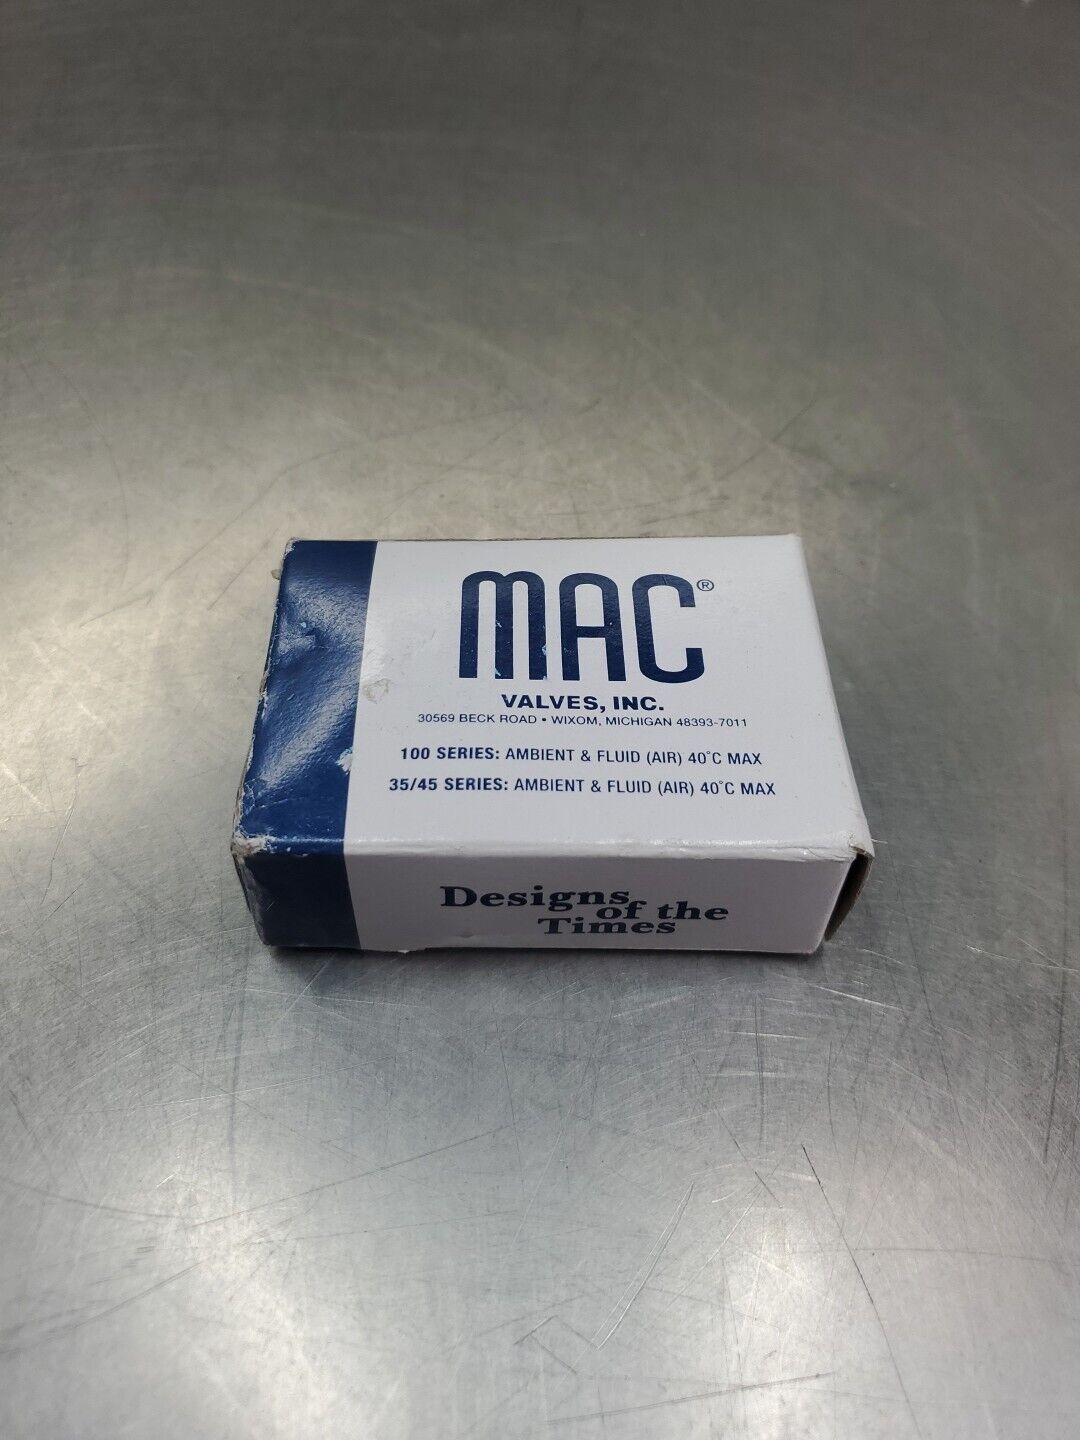 MAC®
VALVES, INC.
30569 BECK ROAD • WIXOM, MICHIGAN 48393-7011
100 SERIES: AMBIENT & FLUID (AIR) 40°C MAX
35/45 SERIES: AMBIENT & FLUID (AIR) 40°C MAX
Designs
of the
Times